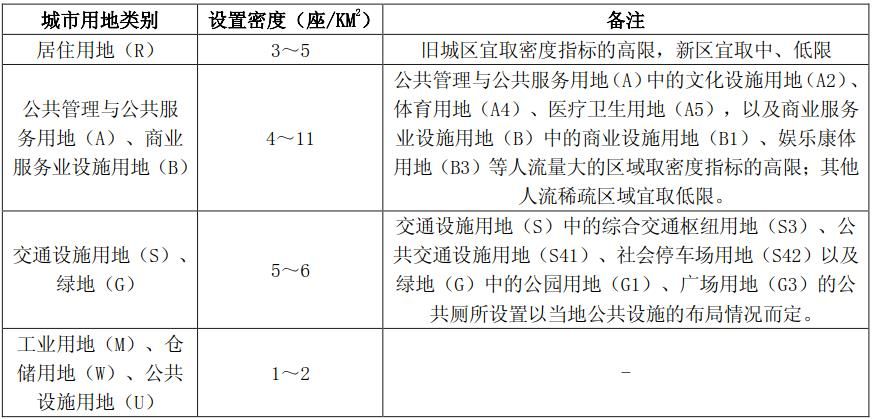 城市用地类别 设置密度（座/KM²） 备注
居住用地（R） 3～5 旧城区宜取密度指标的高限，新区宜取中、低限
公共管理与公共服
务用地（A）、商业
服务业设施用地（B）
4～11
公共管理与公共服务用地（A）中的文化设施用地（A2）、
体育用地（A4）、医疗卫生用地（A5），以及商业服务
业设施用地（B）中的商业设施用地（B1）、娱乐康体
用地（B3）等人流量大的区域取密度指标的高限；其他
人流稀疏区域宜取低限。
交通设施用地（S）、
绿地（G）
5～6
交通设施用地（S）中的综合交通枢纽用地（S3）、公
共交通设施用地（S41）、社会停车场用地（S42）以及
绿地（G）中的公园用地（G1）、广场用地（G3）的公
共厕所设置以当地公共设施的布局情况而定。
工业用地（M）、仓
储用地（W）、公共
设施用地（U）
1～2
-